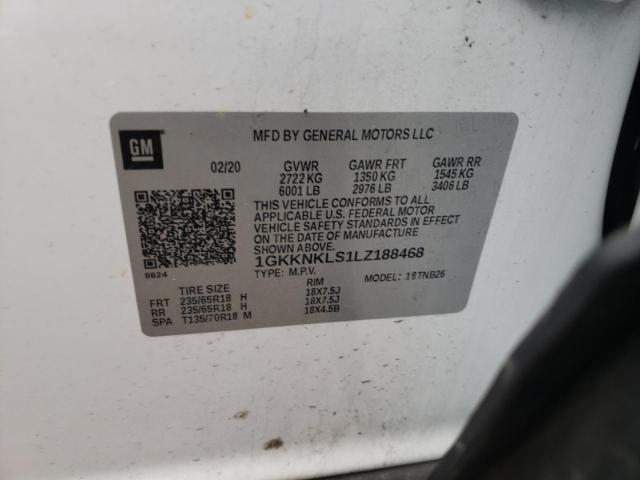 GM
MFD BY GENERAL MOTORS LLC
02/20 GVWR GAWR FRT GAWR RR
2722 KG 1350 KG 1545 KG
6001 LB 2976 LB 3406 LB
THIS VEHICLE CONFORMS TO ALL
APPLICABLE U.S. FEDERAL MOTOR
VEHICLE SAFETY STANDARDS IN EFFECT
ON THE DATE OF MANUFACTURE
SHOWN ABOVE.
1GKKNKLS1LZ188468
8624
TYPE: M.P.V. MODEL: 18TNB26
TIRE SIZE RIM
FRT 235/65R18 H 18X7.5J
RR 235/65R18 H 18X7.5J
SPA T135/70R18 M 18X4.5B